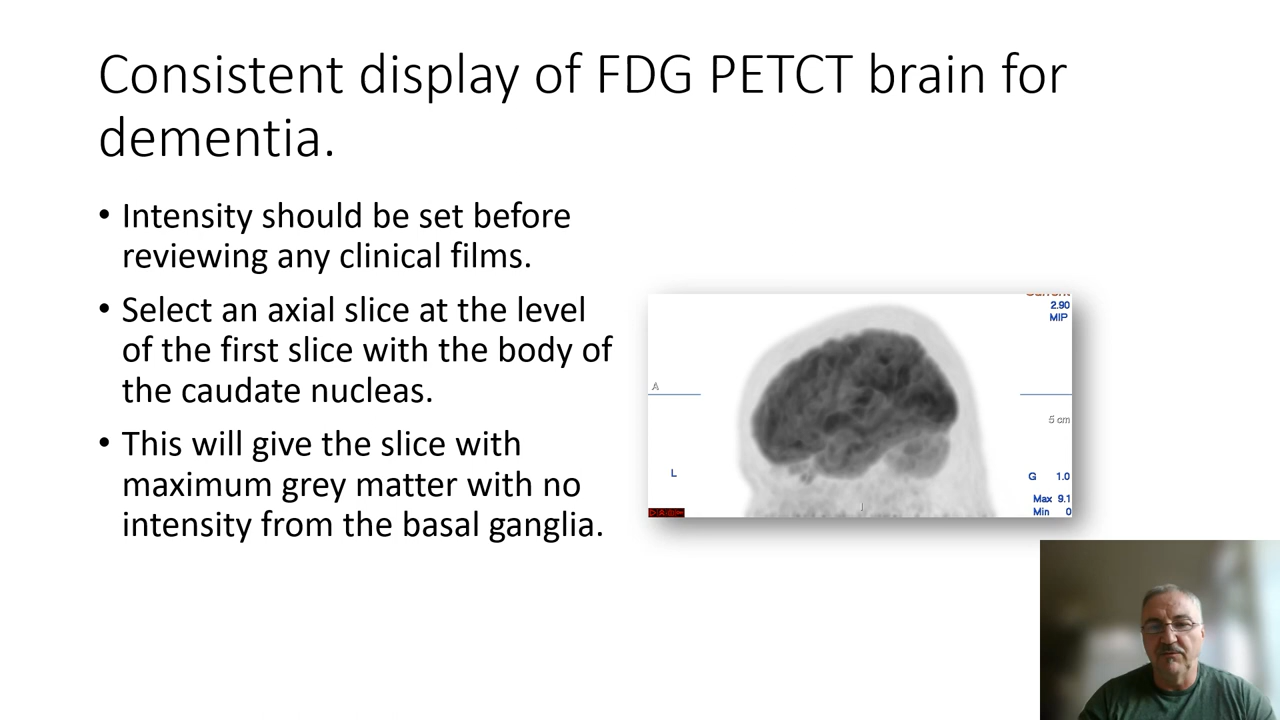 Consistent display of FDG PETCT brain for
dementia.
• Intensity should be set before
reviewing any clinical films.
• Select an axial slice at the level
of the first slice with the body of
the caudate nucleas.
• This will give the slice with
maximum grey matter with no
intensity from the basal ganglia.
2.90
MIP
A
5 cm
L
G 1.0
Max 9.1
Min 0